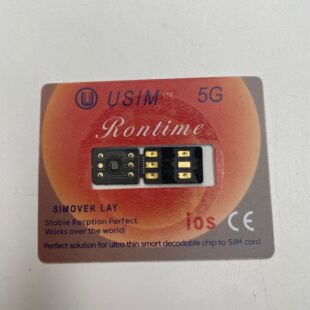 U USIM LTE 5G
Rontime
SIMOVER LAY
Stable Recption Perfect
Works over the world
ios CE
Perfect solution for ultra thin smart decodable chip to SIM card